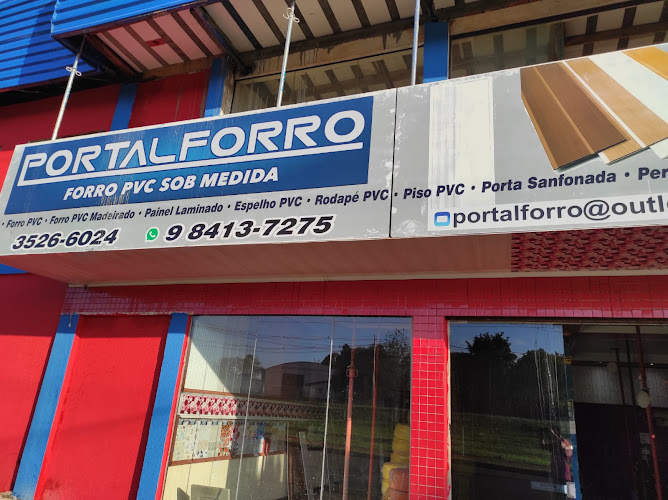 PORTALFORRO
FORRO PVC SOB MEDIDA
• Forro PVC • Forro PVC Madeirado • Painel Laminado • Espelho PVC • Rodapé PVC • Piso PVC • Porta Sanfonada • Per
3526-6024 9 8413-7275
portalforro@outl